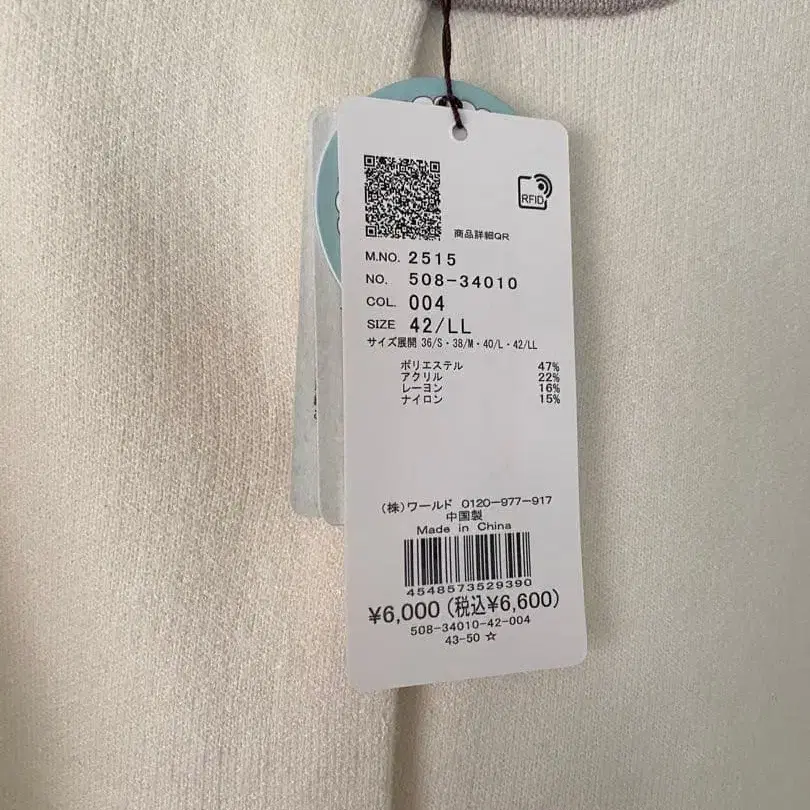 RFID
商品詳細QR
M.NO. 2515
NO. 508-34010
COL. 004
SIZE 42/LL
サイズ展開 36/S・38/M・40/L・42/LL
ポリエステル 47%
アクリル 22%
レーヨン 16%
ナイロン 15%
(株)ワールド 0120-977-917
中国製
Made in China
4548573529390
¥6,000(税込¥6,600)
508-34010-42-004
43-50 ☆